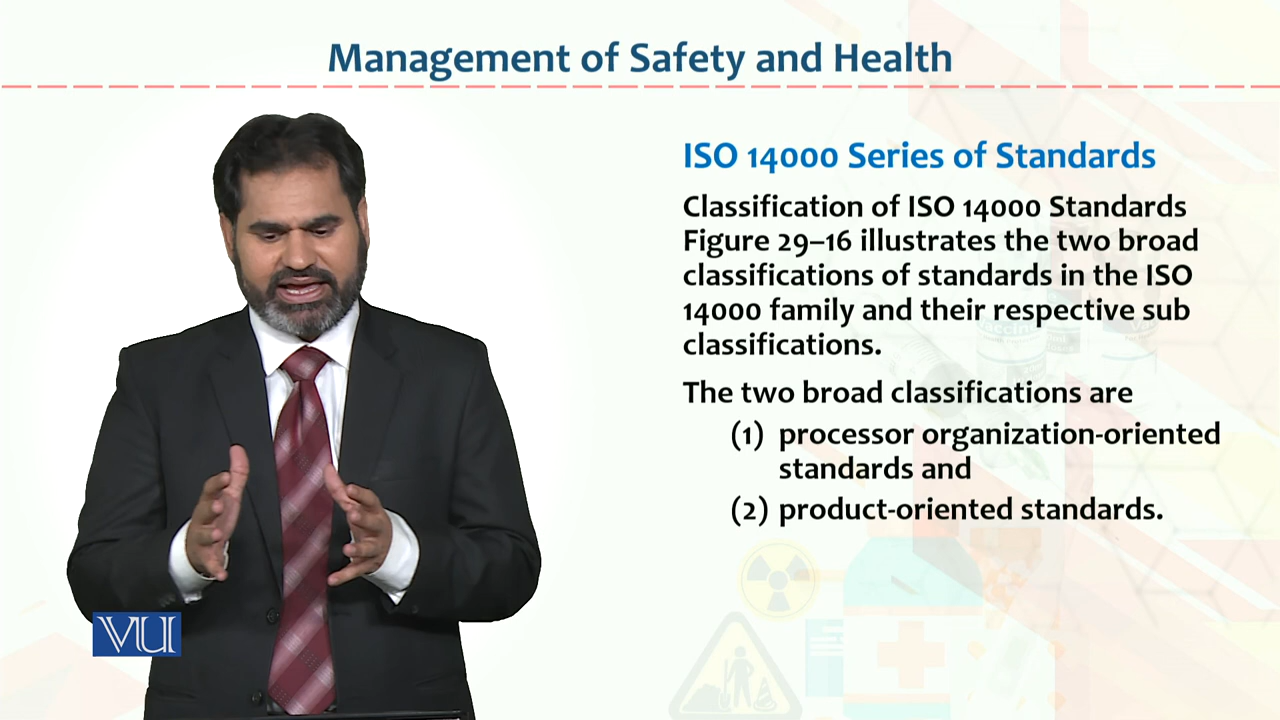 Management of Safety and Health
ISO 14000 Series of Standards
Classification of ISO 14000 Standards
Figure 29–16 illustrates the two broad
classifications of standards in the ISO
14000 family and their respective sub
classifications.
The two broad classifications are
(1) processor organization-oriented
standards and
(2) product-oriented standards.
VU